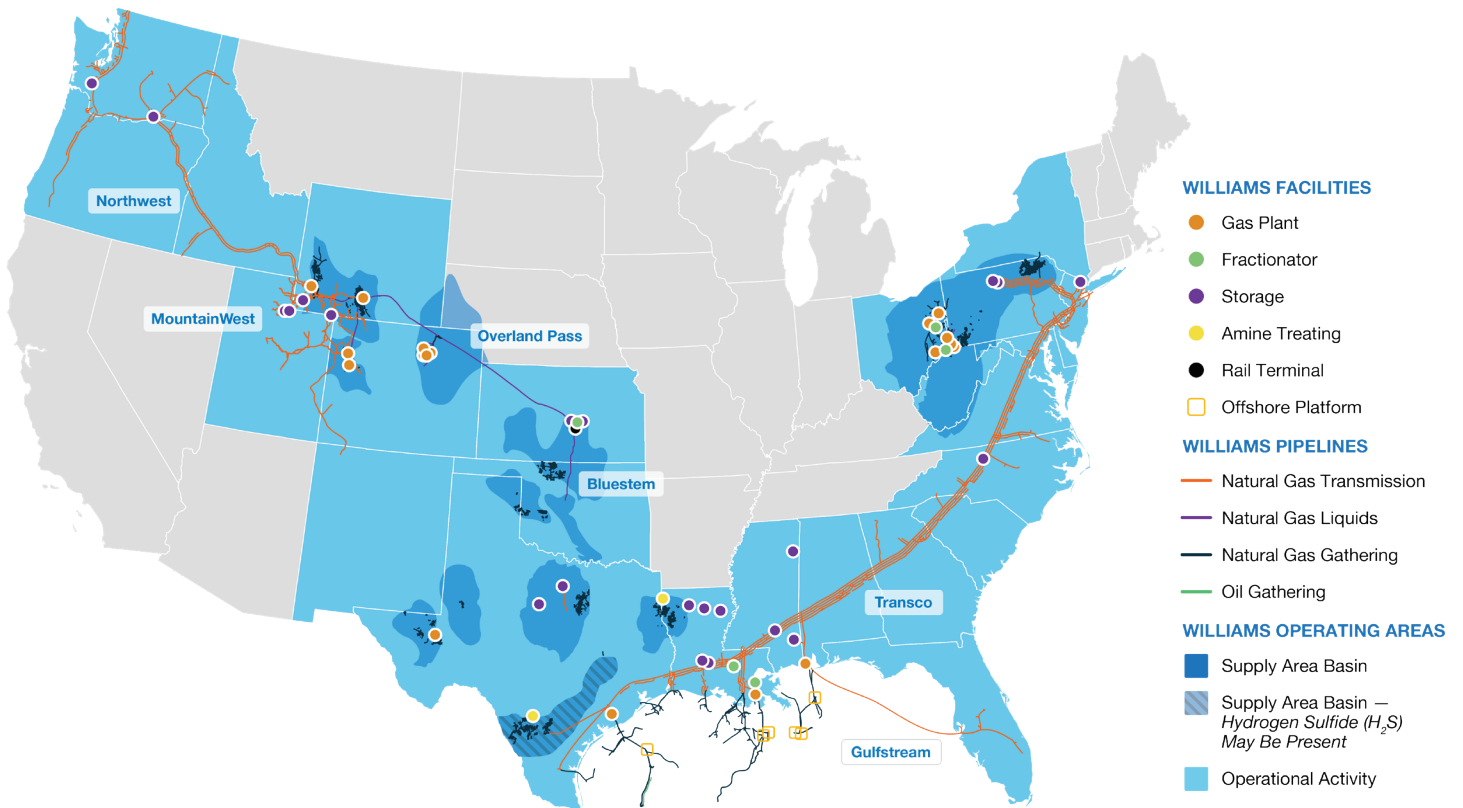 Northwest
MountainWest
Overland Pass
Bluestem
Transco
Gulfstream
WILLIAMS FACILITIES
Gas Plant
Fractionator
Storage
Amine Treating
Rail Terminal
Offshore Platform
WILLIAMS PIPELINES
Natural Gas Transmission
Natural Gas Liquids
Natural Gas Gathering
Oil Gathering
WILLIAMS OPERATING AREAS
Supply Area Basin
Supply Area Basin —
Hydrogen Sulfide (H₂S)
May Be Present
Operational Activity